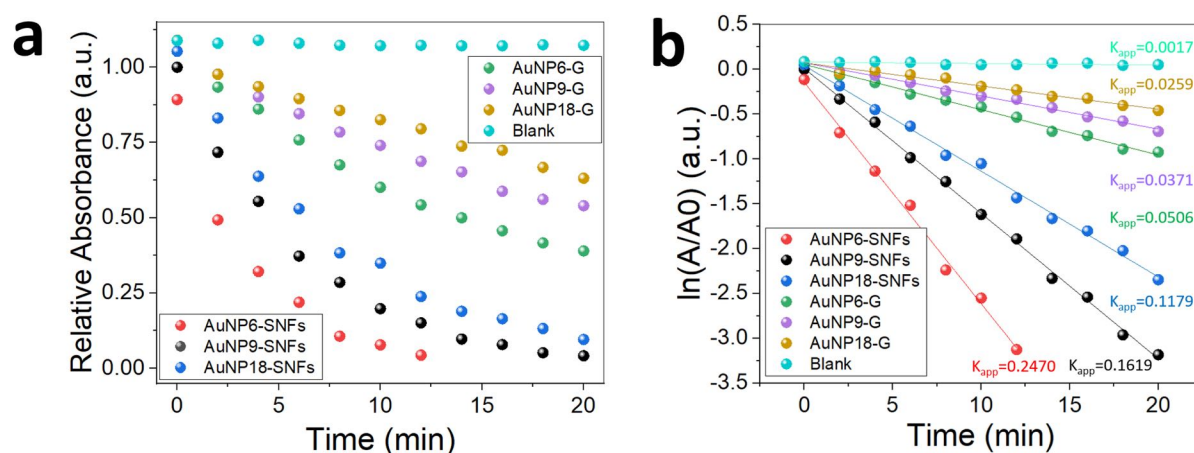 a
Relative Absorbance (a.u.)
1.00
0.75
0.50
0.25
0.00
AuNP6-G
AuNP9-G
AuNP18-G
Blank
AuNP6-SNFs
AuNP9-SNFs
AuNP18-SNFs
0 5 10 15 20
Time (min)
b
ln(A/A0) (a.u.)
0.5
0.0
-0.5
-1.0
-1.5
-2.0
-2.5
-3.0
-3.5
Kapp=0.0017
Kapp=0.0259
Kapp=0.0371
Kapp=0.0506
Kapp=0.1179
Kapp=0.2470
Kapp=0.1619
AuNP6-SNFs
AuNP9-SNFs
AuNP18-SNFs
AuNP6-G
AuNP9-G
AuNP18-G
Blank
0 5 10 15 20
Time (min)